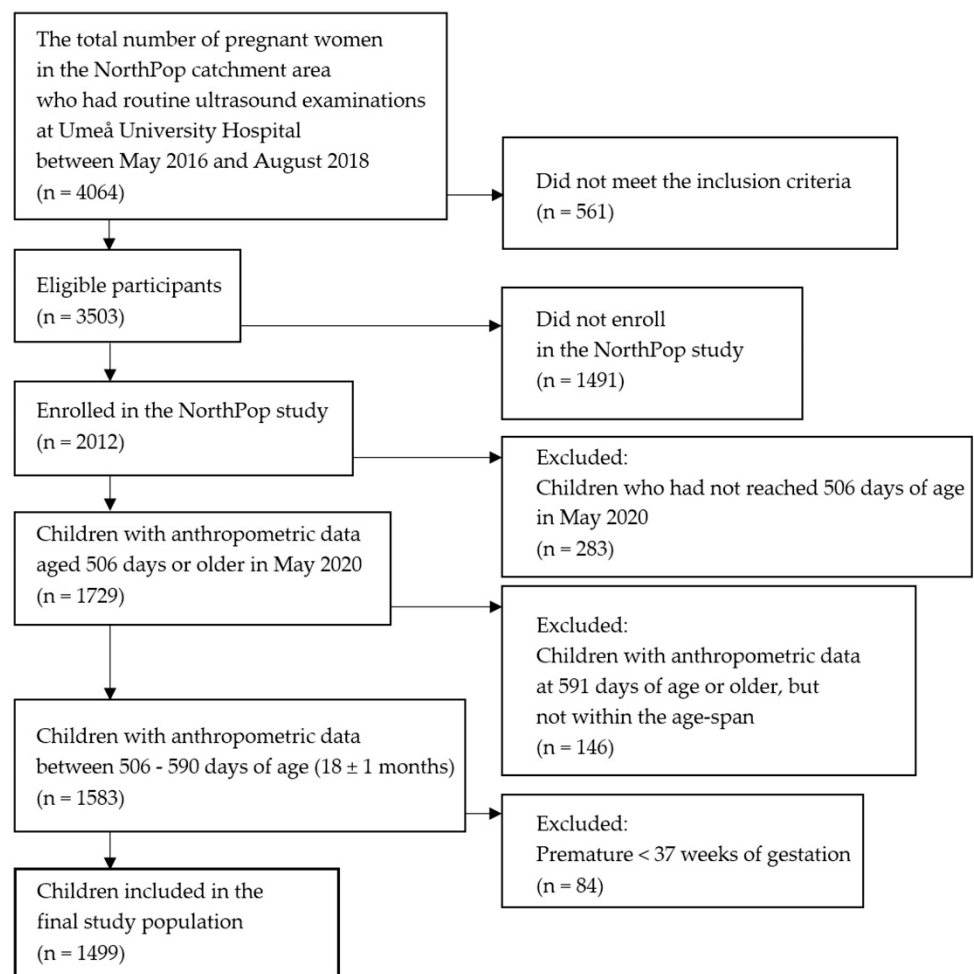 The total number of pregnant women
in the NorthPop catchment area
who had routine ultrasound examinations
at Umeå University Hospital
between May 2016 and August 2018
(n = 4064)
Did not meet the inclusion criteria
(n = 561)
Eligible participants
(n = 3503)
Did not enroll
in the NorthPop study
(n = 1491)
Enrolled in the NorthPop study
(n = 2012)
Excluded:
Children who had not reached 506 days of age
in May 2020
(n = 283)
Children with anthropometric data
aged 506 days or older in May 2020
(n = 1729)
Excluded:
Children with anthropometric data
at 591 days of age or older, but
not within the age-span
(n = 146)
Children with anthropometric data
between 506 - 590 days of age (18 ± 1 months)
(n = 1583)
Excluded:
Premature < 37 weeks of gestation
(n = 84)
Children included in the
final study population
(n = 1499)